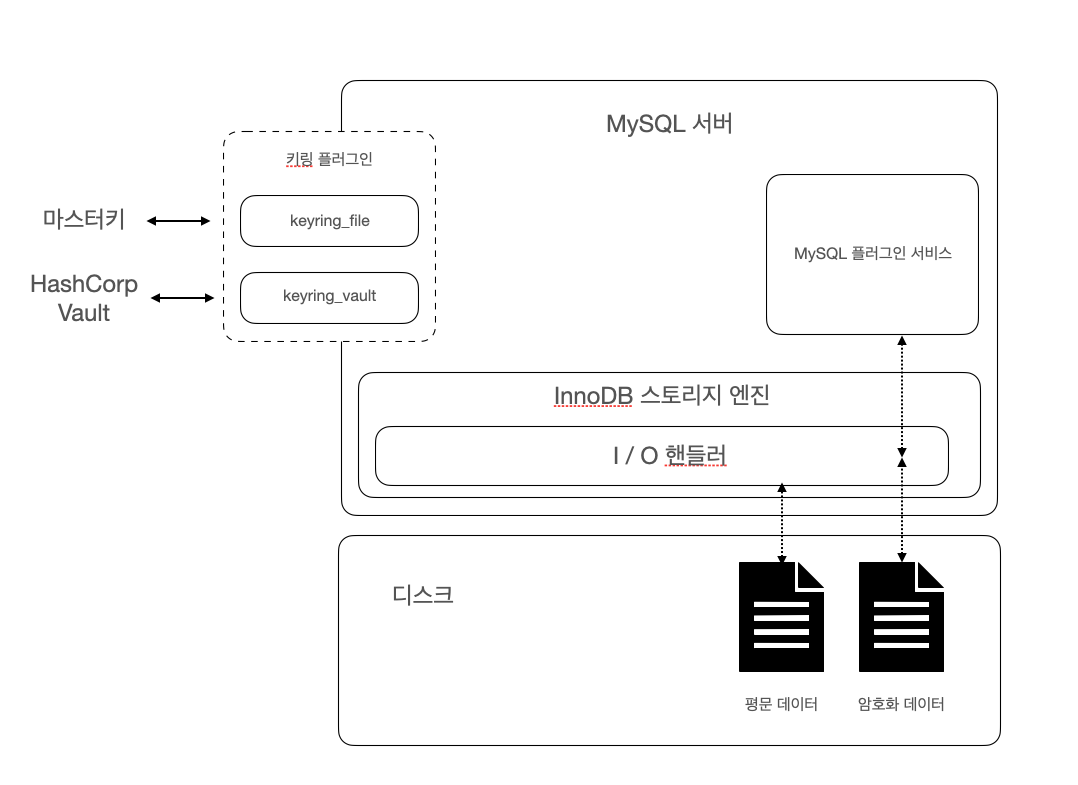 MySQL 서버
키링 플러그인
마스터키
keyring_file
HashCorp
Vault
keyring_vault
MySQL 플러그인 서비스
InnoDB 스토리지 엔진
I / O 핸들러
디스크
평문 데이터
암호화 데이터